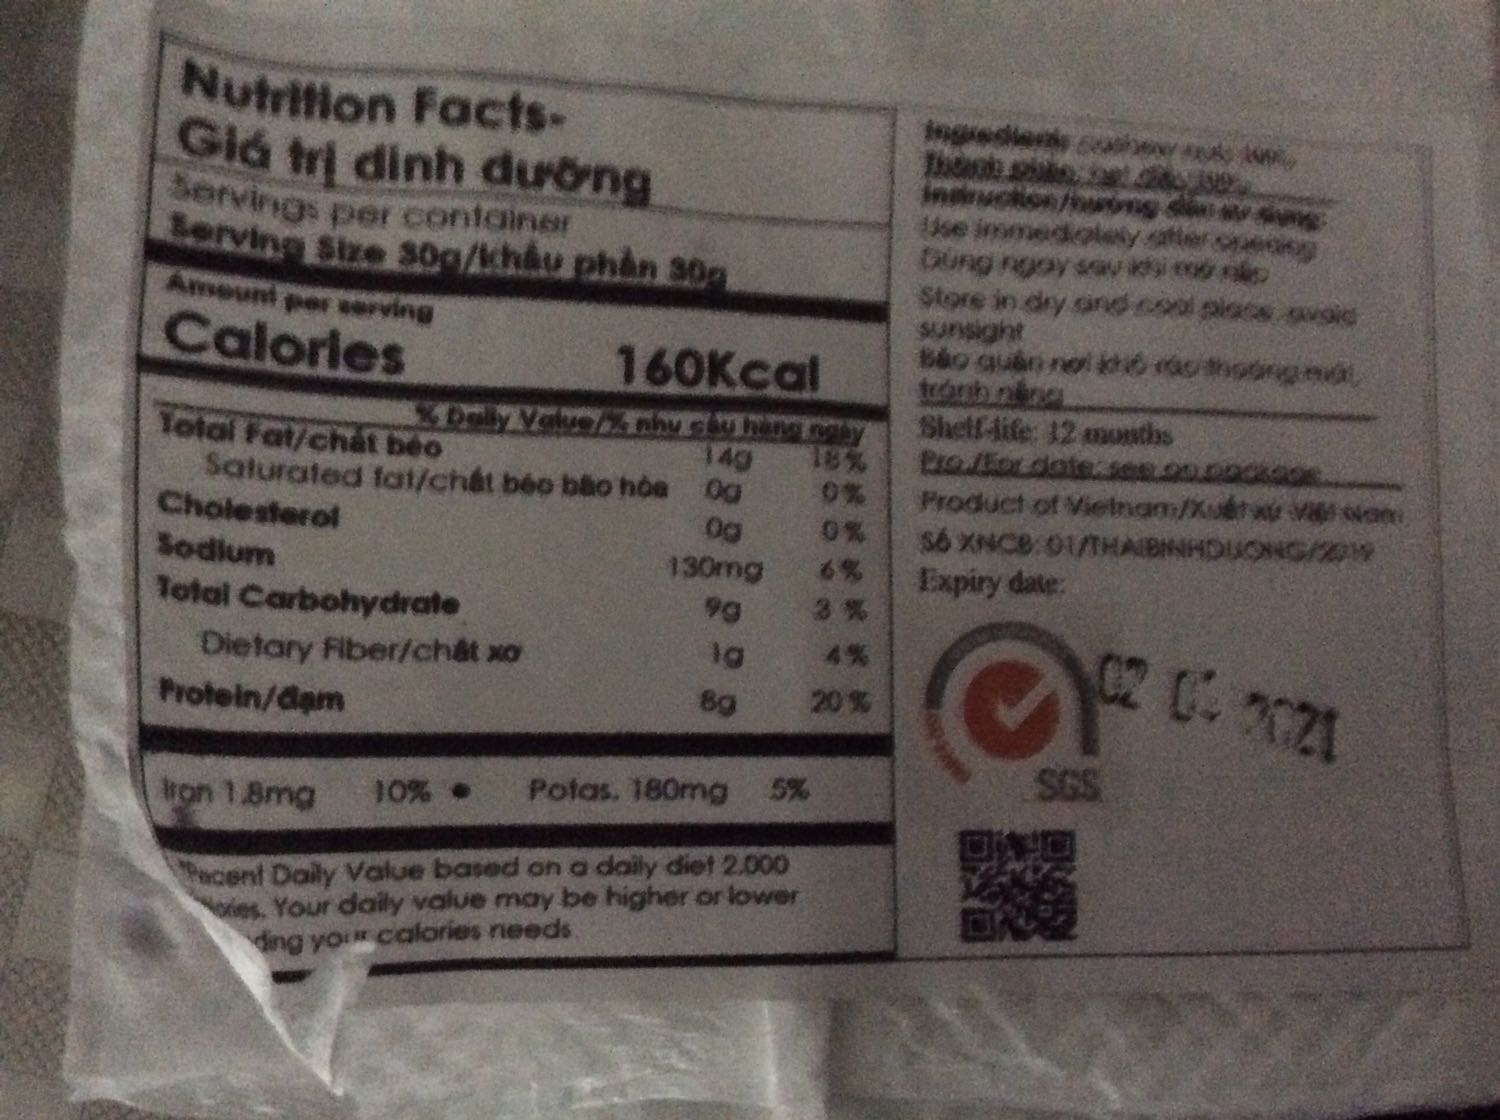 Nutrition Facts-
Giá trị dinh dưỡng
Servings per container
Serving Size 30g/khẩu phần 30g
Amount per serving
Calories 160Kcal
% Daily Value/% nhu cầu hàng ngày
Total Fat/chất béo 14g 18%
Saturated fat/chất béo bão hòa 0g 0%
Cholesterol 0g 0%
Sodium 130mg 6%
Total Carbohydrate 9g 3 %
Dietary Fiber/chất xơ 1g 4%
Protein/đạm 8g 20%
Iron 1.8mg 10% • Potas. 180mg 5%
Daily Value based on a daily diet 2.000
Your daily value may be higher or lower
your calories needs
Ingredients cashew nut
Thành phần: hạt điều
Instruction/hướng dẫn sử dụng:
Use immediately after opening
Dùng ngay sau khi mở nắp
Store in dry and cool place, avoid
sunsight
Bảo quản nơi khô ráo thoáng mát,
tránh nắng
Shelf-life: 12 months
Pro./Exp date: see on package
Product of Vietnam/Xuất xứ Việt Nam
Số XNCB: 01/THAIBINHDUONG/2019
Expiry date:
02 2021
SGS